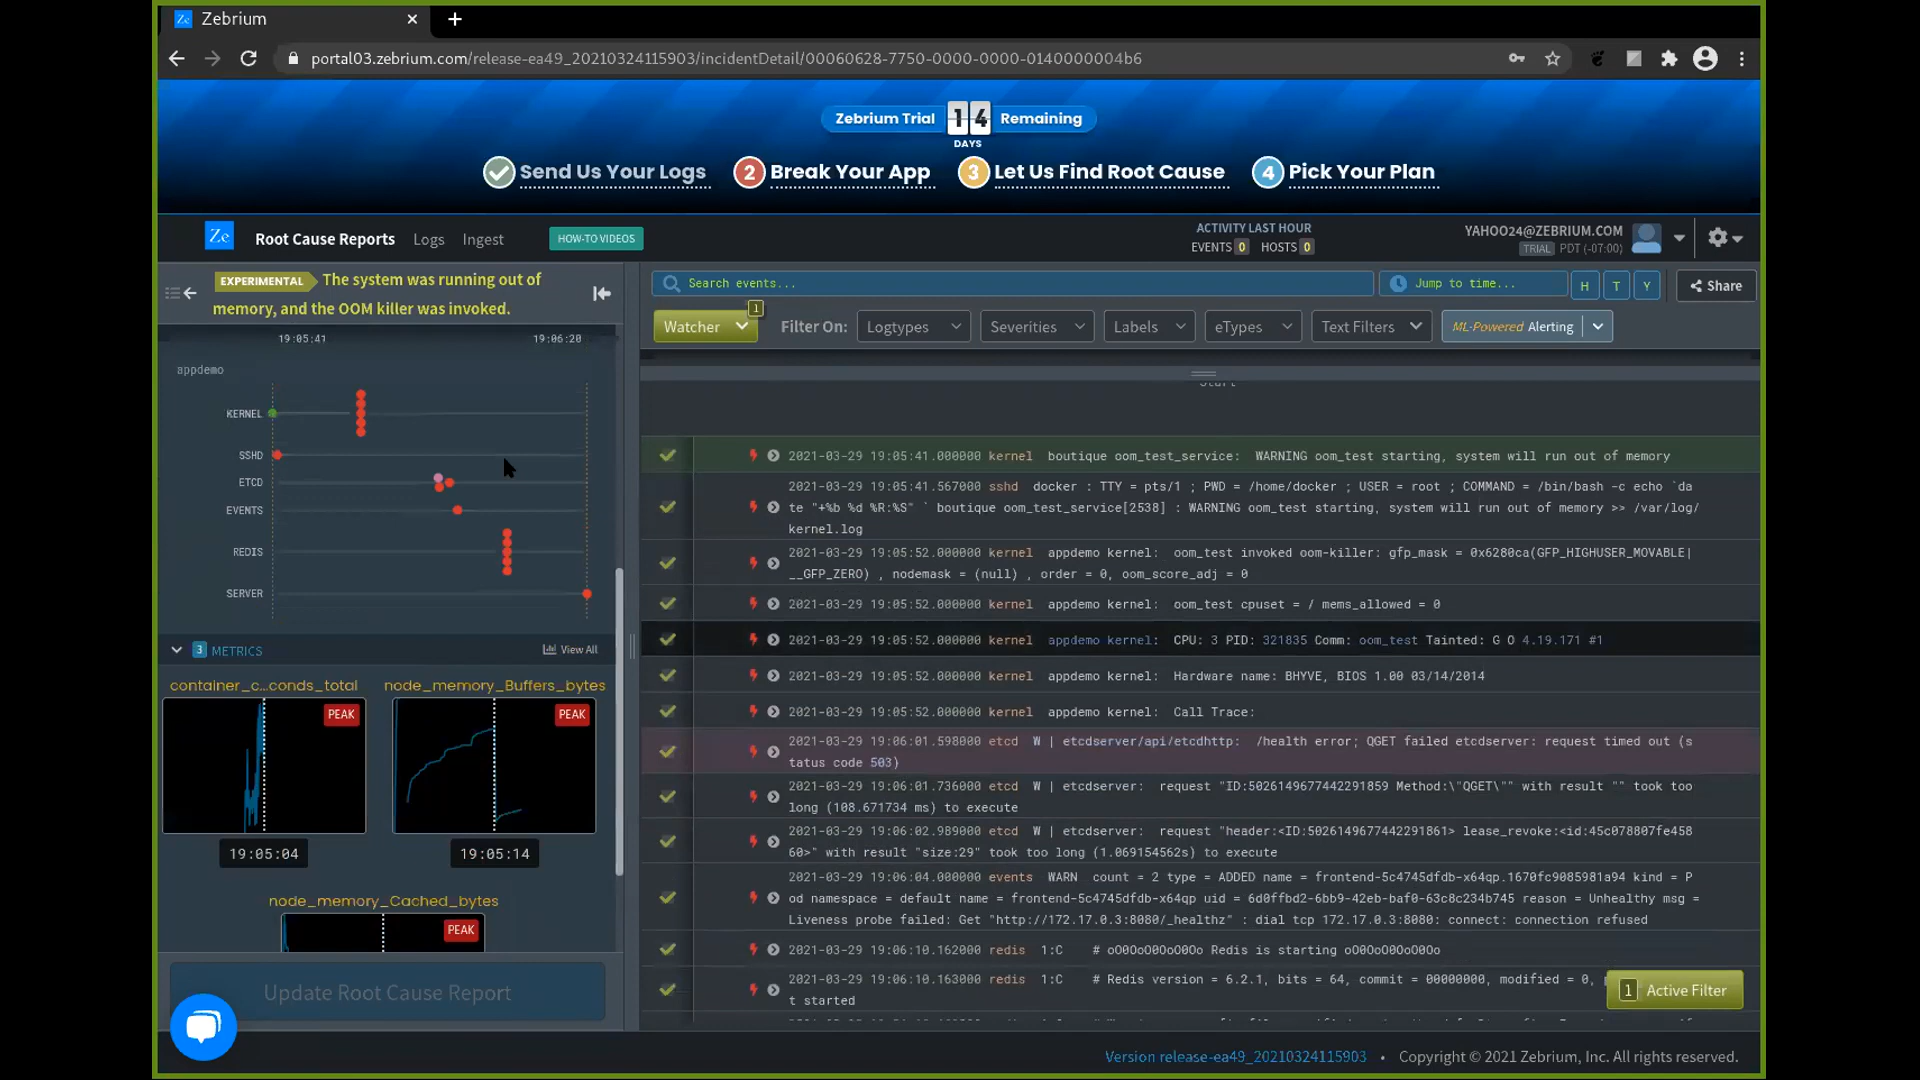 Ze Zebrium
portal03.zebrium.com/release-ea49_20210324115903/incidentDetail/00060628-7750-0000-0000-0140000004b6
Zebrium Trial 14 Remaining
DAYS
Send Us Your Logs 2 Break Your App 3 Let Us Find Root Cause 4 Pick Your Plan
Ze Root Cause Reports Logs Ingest HOW-TO VIDEOS
ACTIVITY LAST HOUR
EVENTS 0 HOSTS 0
YAHOO24@ZEBRIUM.COM
TRIAL PDT (-07:00)
EXPERIMENTAL The system was running out of
memory, and the OOM killer was invoked.
Search events...
Jump to time...
H T Y
Share
Watcher 1
Filter On: Logtypes Severities Labels eTypes Text Filters ML-Powered Alerting
19:05:41 19:06:20
appdemo
KERNEL
SSHD
ETCD
EVENTS
REDIS
SERVER
3 METRICS View All
container_c...conds_total node_memory_Buffers_bytes
PEAK PEAK
19:05:04 19:05:14
node_memory_Cached_bytes
PEAK
Update Root Cause Report
Start
2021-03-29 19:05:41.000000 kernel boutique oom_test_service: WARNING oom_test starting, system will run out of memory
2021-03-29 19:05:41.567000 sshd docker : TTY = pts/1 ; PWD = /home/docker ; USER = root ; COMMAND = /bin/bash -c echo `da
te "+%b %d %R:%S" ` boutique oom_test_service[2538] : WARNING oom_test starting, system will run out of memory >> /var/log/
kernel.log
2021-03-29 19:05:52.000000 kernel appdemo kernel: oom_test invoked oom-killer: gfp_mask = 0x6280ca(GFP_HIGHUSER_MOVABLE|
__GFP_ZERO) , nodemask = (null) , order = 0, oom_score_adj = 0
2021-03-29 19:05:52.000000 kernel appdemo kernel: oom_test cpuset = / mems_allowed = 0
2021-03-29 19:05:52.000000 kernel appdemo kernel: CPU: 3 PID: 321835 Comm: oom_test Tainted: G O 4.19.171 #1
2021-03-29 19:05:52.000000 kernel appdemo kernel: Hardware name: BHYVE, BIOS 1.00 03/14/2014
2021-03-29 19:05:52.000000 kernel appdemo kernel: Call Trace:
2021-03-29 19:06:01.598000 etcd W | etcdserver/api/etcdhttp: /health error; QGET failed etcdserver: request timed out (s
tatus code 503)
2021-03-29 19:06:01.736000 etcd W | etcdserver: request "ID:5026149677442291859 Method:\"QGET\"" with result "" took too
long (108.671734 ms) to execute
2021-03-29 19:06:02.989000 etcd W | etcdserver: request "header:<ID:5026149677442291861> lease_revoke:<id:45c078807fe458
60>" with result "size:29" took too long (1.069154562s) to execute
2021-03-29 19:06:04.000000 events WARN count = 2 type = ADDED name = frontend-5c4745dfdb-x64qp.1670fc9085981a94 kind = P
od namespace = default name = frontend-5c4745dfdb-x64qp uid = 6d0ffbd2-6bb9-42eb-baf0-63c8c234b745 reason = Unhealthy msg =
Liveness probe failed: Get "http://172.17.0.3:8080/_healthz" : dial tcp 172.17.0.3:8080: connect: connection refused
2021-03-29 19:06:10.162000 redis 1:C # oO0OoO0OoO0Oo Redis is starting oO0OoO0OoO0Oo
2021-03-29 19:06:10.163000 redis 1:C # Redis version = 6.2.1, bits = 64, commit = 00000000, modified = 0,
t started
1 Active Filter
Version release-ea49_20210324115903 • Copyright © 2021 Zebrium, Inc. All rights reserved.